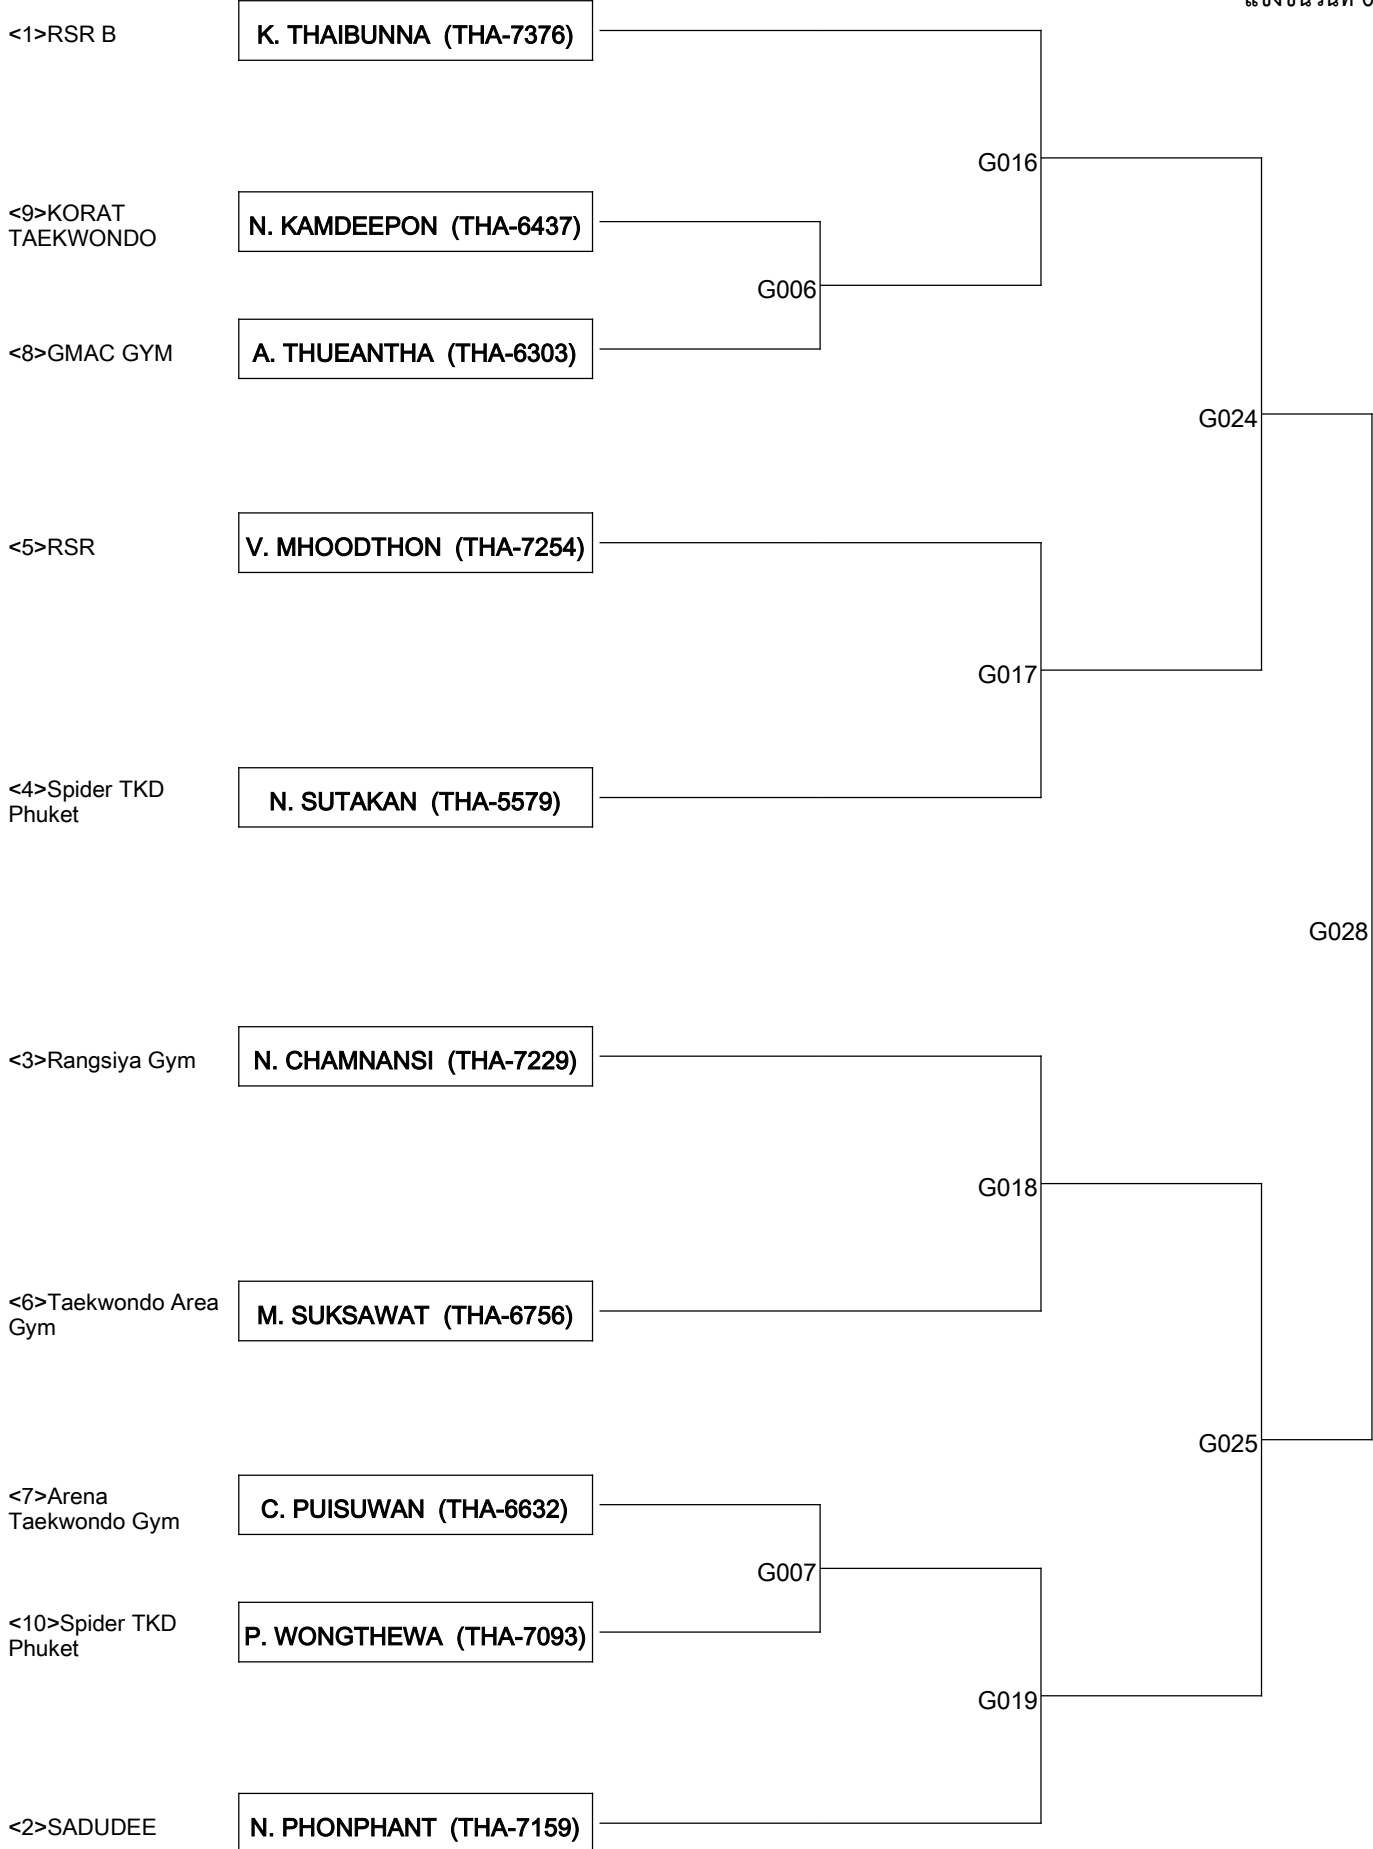 <1>RSR B
K. THAIBUNNA (THA-7376)
G016
<9>KORAT
TAEKWONDO
N. KAMDEEPON (THA-6437)
G006
<8>GMAC GYM
A. THUEANTHA (THA-6303)
G024
<5>RSR
V. MHOODTHON (THA-7254)
G017
<4>Spider TKD
Phuket
N. SUTAKAN (THA-5579)
G028
<3>Rangsiya Gym
N. CHAMNANSI (THA-7229)
G018
<6>Taekwondo Area
Gym
M. SUKSAWAT (THA-6756)
G025
<7>Arena
Taekwondo Gym
C. PUISUWAN (THA-6632)
G007
<10>Spider TKD
Phuket
P. WONGTHEWA (THA-7093)
G019
<2>SADUDEE
N. PHONPHANT (THA-7159)